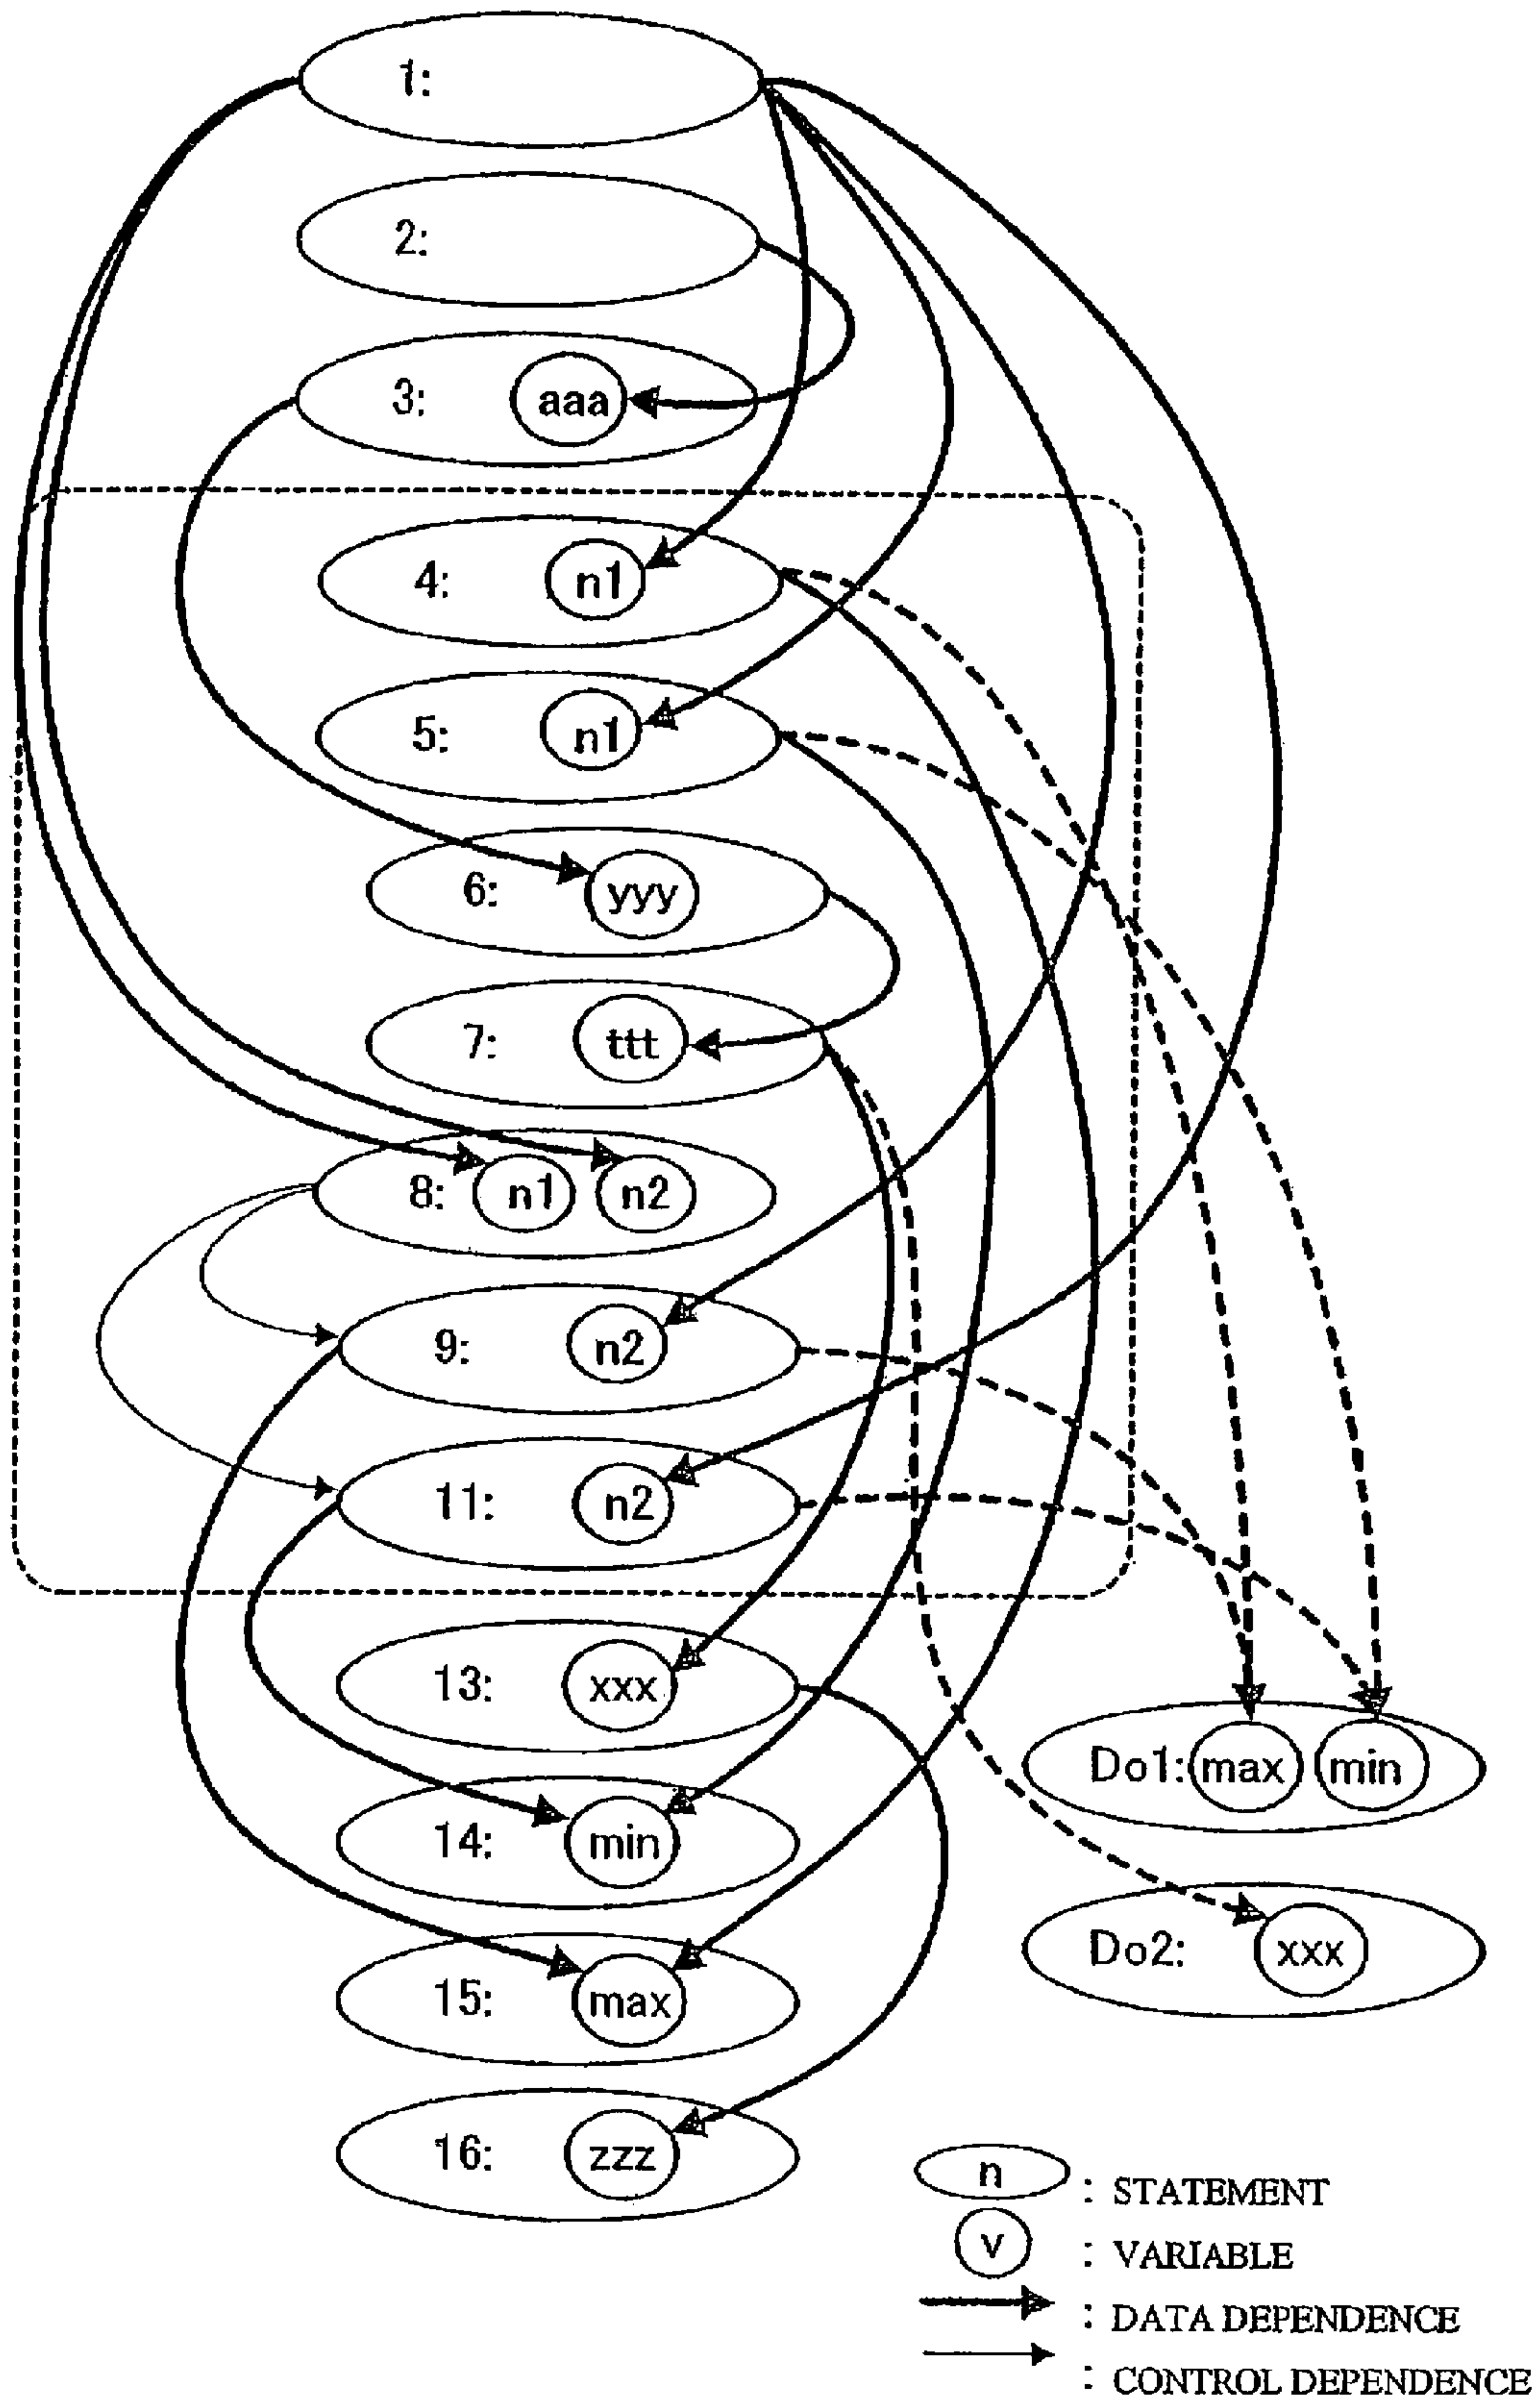 1:
2:
3: aaa
4: n1
5: n1
6: yyy
7: ttt
8: n1 n2
9: n2
11: n2
13: xxx
Do1: max min
14: min
Do2: xxx
15: max
16: zzz
n : STATEMENT
v : VARIABLE
: DATA DEPENDENCE
: CONTROL DEPENDENCE